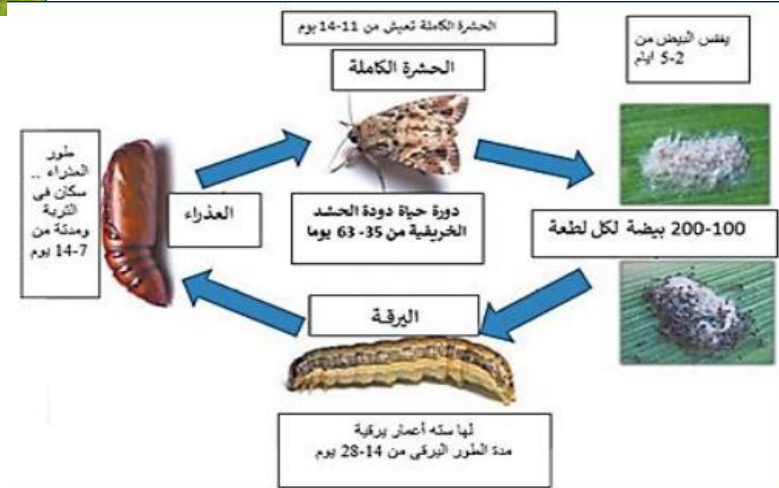 الحشرة الكاملة تعيش من 11-14 يوم
الحشرة الكاملة
يفقس البيض من
2-5 ايام
200-100 بيضة لكل لطعة
دورة حياة دودة الحشد
الخريفية من 35- 63 يوما
العذراء
طور
العذراء ..
سكان فى
التربة
ومدتة من
7-14 يوم
اليرقة
لها سته أعمار يرقية
مدة الطور اليرقى من 14-28 يوم